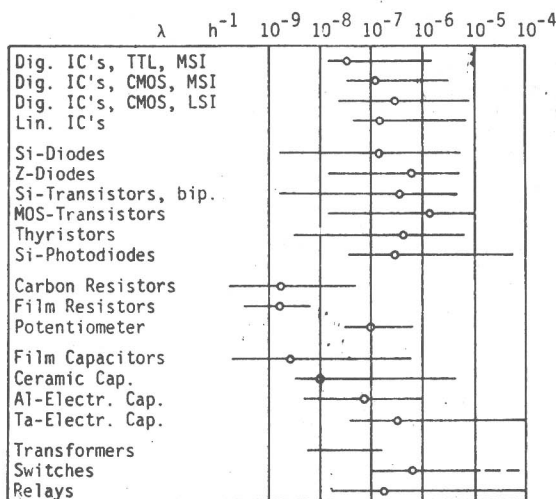 λ h⁻¹ 10⁻⁹ 10⁻⁸ 10⁻⁷ 10⁻⁶ 10⁻⁵ 10⁻⁴
Dig. IC's, TTL, MSI
Dig. IC's, CMOS, MSI
Dig. IC's, CMOS, LSI
Lin. IC's
Si-Diodes
Z-Diodes
Si-Transistors, bip.
MOS-Transistors
Thyristors
Si-Photodiodes
Carbon Resistors
Film Resistors
Potentiometer
Film Capacitors
Ceramic Cap.
Al-Electr. Cap.
Ta-Electr. Cap.
Transformers
Switches
Relays